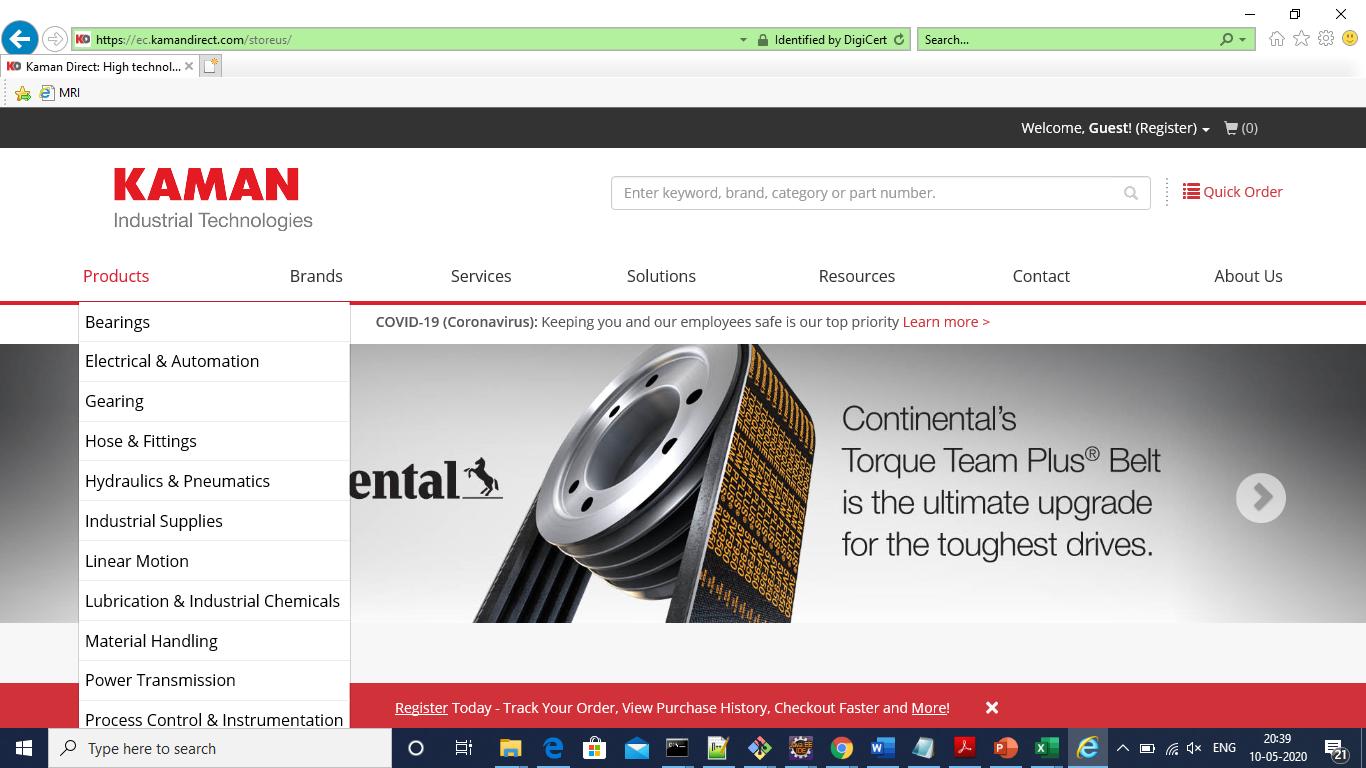 https://ec.kamandirect.com/storeus/
Identified by DigiCert
Search...
Kaman Direct: High technol...
MRI
Welcome, Guest! (Register)
(0)
KAMAN
Industrial Technologies
Enter keyword, brand, category or part number.
Quick Order
Products
Brands
Services
Solutions
Resources
Contact
About Us
Bearings
Electrical & Automation
Gearing
Hose & Fittings
Hydraulics & Pneumatics
Industrial Supplies
Linear Motion
Lubrication & Industrial Chemicals
Material Handling
Power Transmission
Process Control & Instrumentation
COVID-19 (Coronavirus): Keeping you and our employees safe is our top priority Learn more >
ental
Continental's
Torque Team Plus® Belt
is the ultimate upgrade
for the toughest drives.
Register Today - Track Your Order, View Purchase History, Checkout Faster and More!
Type here to search
ENG
20:39
10-05-2020
21